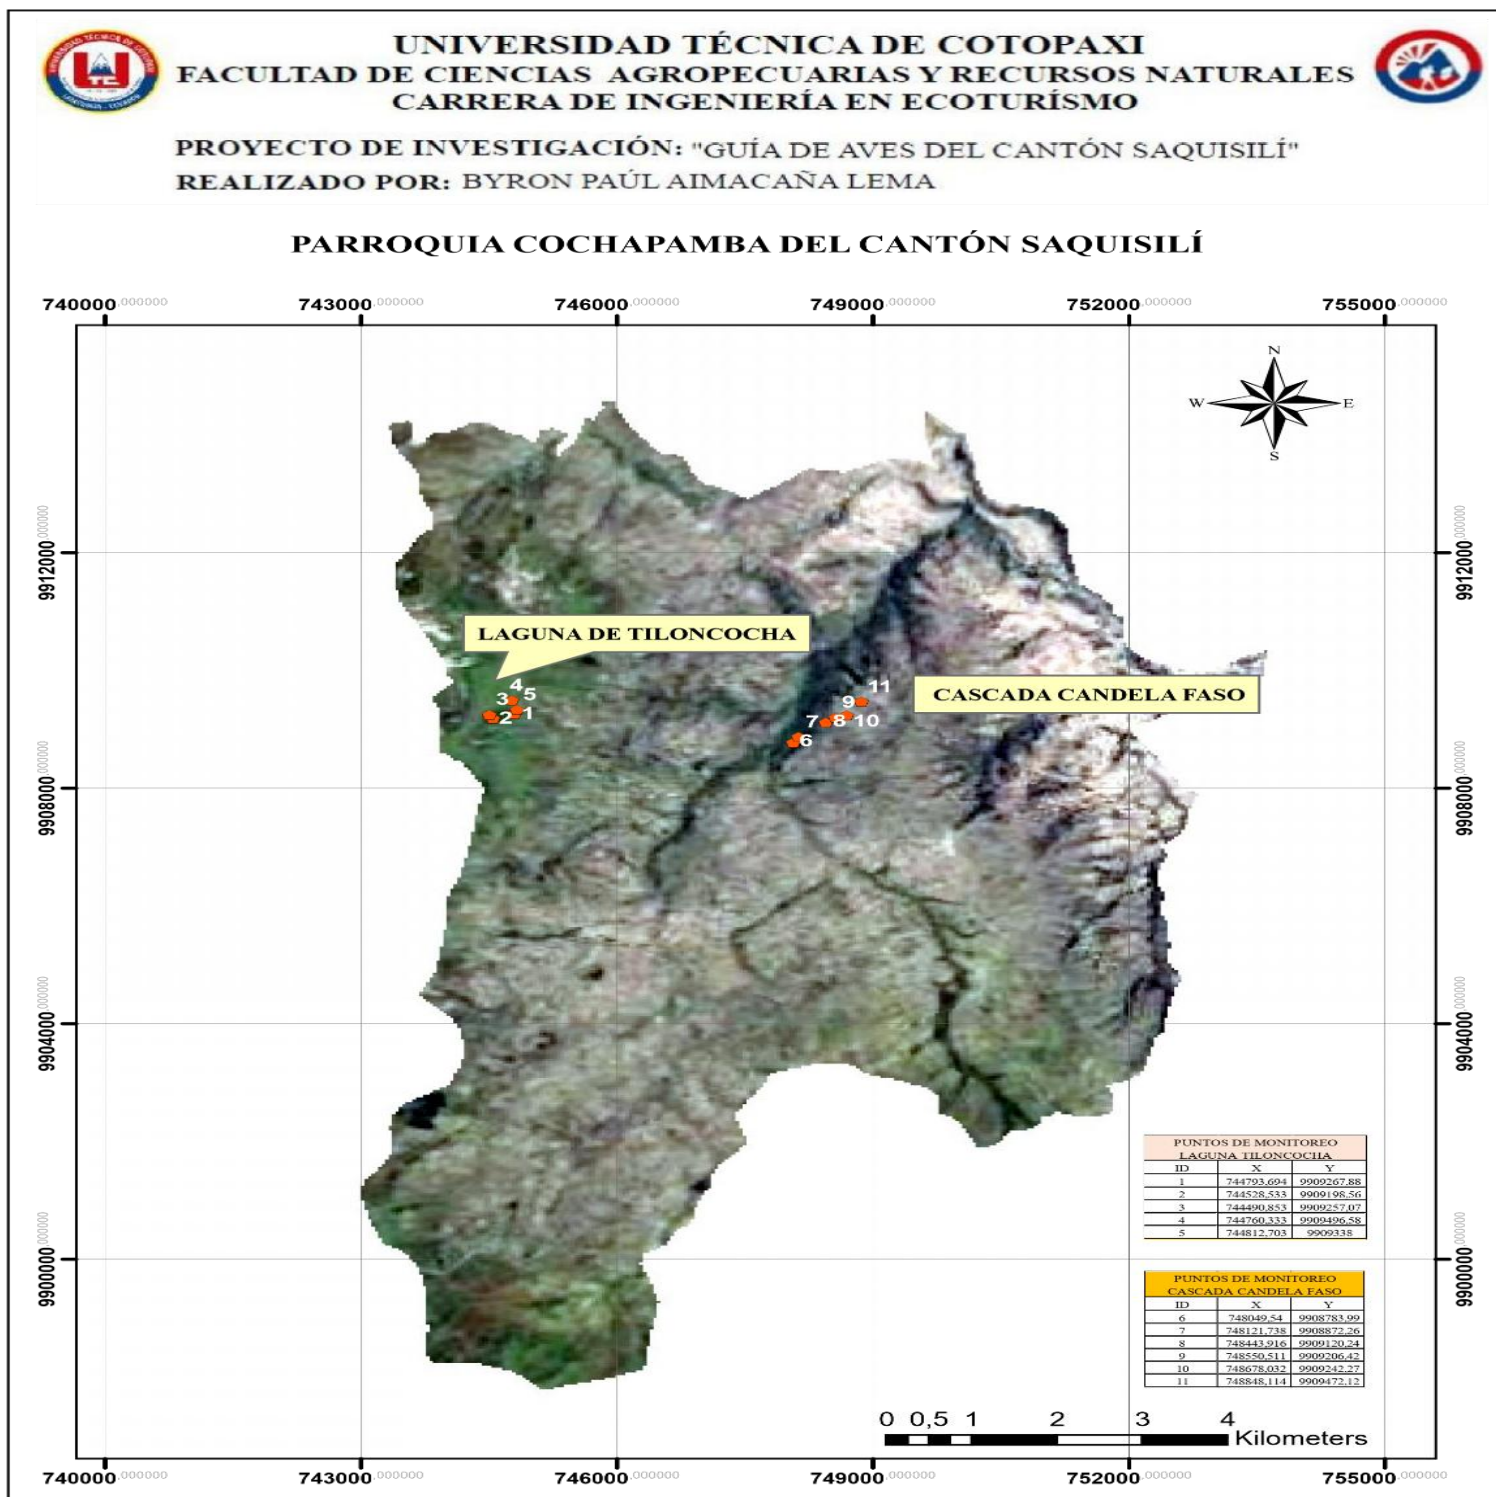 UNIVERSIDAD TÉCNICA DE COTOPAXI
FACULTAD DE CIENCIAS AGROPECUARIAS Y RECURSOS NATURALES
CARRERA DE INGENIERÍA EN ECOTURÍSMO
PROYECTO DE INVESTIGACIÓN: "GUÍA DE AVES DEL CANTÓN SAQUISILÍ"
REALIZADO POR: BYRON PAÚL AIMACAÑA LEMA
PARROQUIA COCHAPAMBA DEL CANTÓN SAQUISILÍ
740000,000000 743000,000000 746000,000000 749000,000000 752000,000000 755000,000000
N
W E
S
9912000,000000 9912000,000000
LAGUNA DE TILONCOCHA
4
3 5
2 1
11
CASCADA CANDELA FASO
9
7 8 10
6
9908000,000000 9908000,000000
9904000,000000 9904000,000000
PUNTOS DE MONITOREO
LAGUNA TILONCOCHA
ID X Y
1 744793,694 9909267,88
2 744528,533 9909198,56
3 744490,853 9909257,07
4 744760,333 9909496,58
5 744812,703 9909338
9900000,000000 9900000,000000
PUNTOS DE MONITOREO
CASCADA CANDELA FASO
ID X Y
6 748049,54 9908783,99
7 748121,738 9908872,26
8 748443,916 9909120,24
9 748550,511 9909206,42
10 748678,032 9909242,27
11 748848,114 9909472,12
0 0,5 1 2 3 4
Kilometers
740000,000000 743000,000000 746000,000000 749000,000000 752000,000000 755000,000000